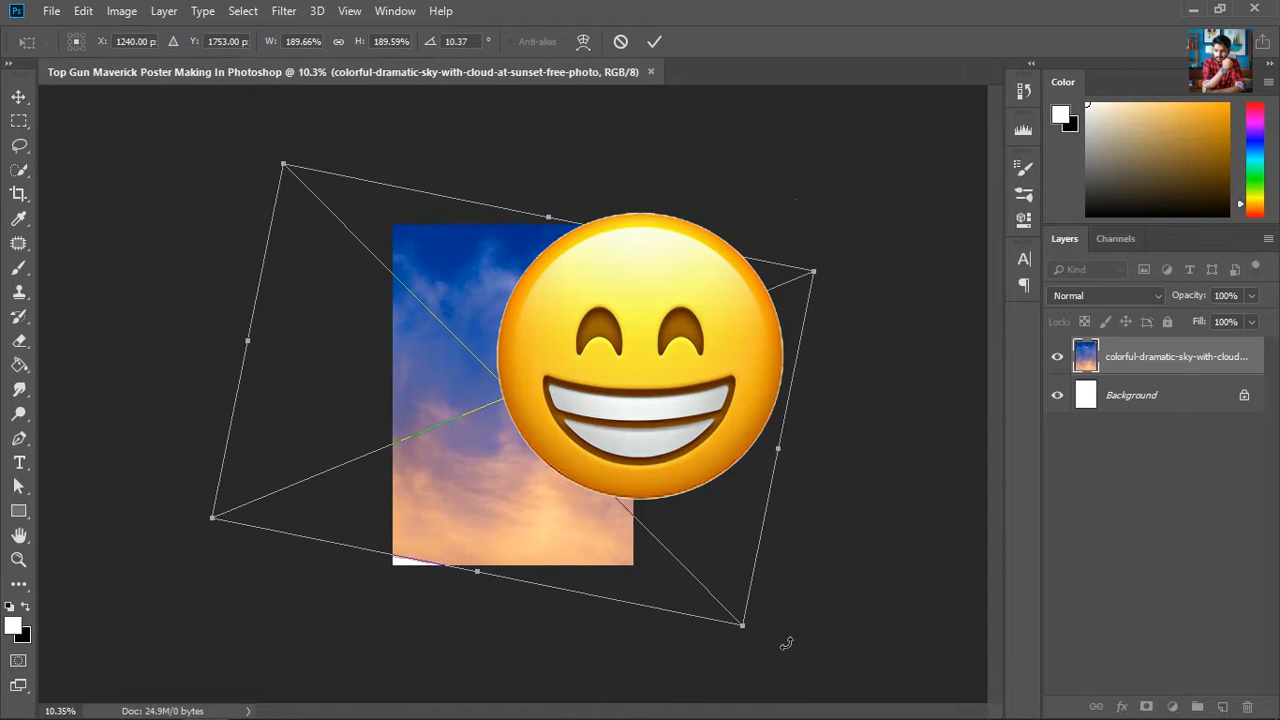 Ps File Edit Image Layer Type Select Filter 3D View Window Help
X: 1240.00 p Y: 1753.00 p W: 189.66% H: 189.59% 10.37 ° Anti-alias
Top Gun Maverick Poster Making In Photoshop @ 10.3% (colorful-dramatic-sky-with-cloud-at-sunset-free-photo, RGB/8) ×
Color
Layers Channels
Kind
Normal Opacity: 100%
Lock: Fill: 100%
colorful-dramatic-sky-with-cloud...
Background
10.35% Doc: 24.9M/0 bytes